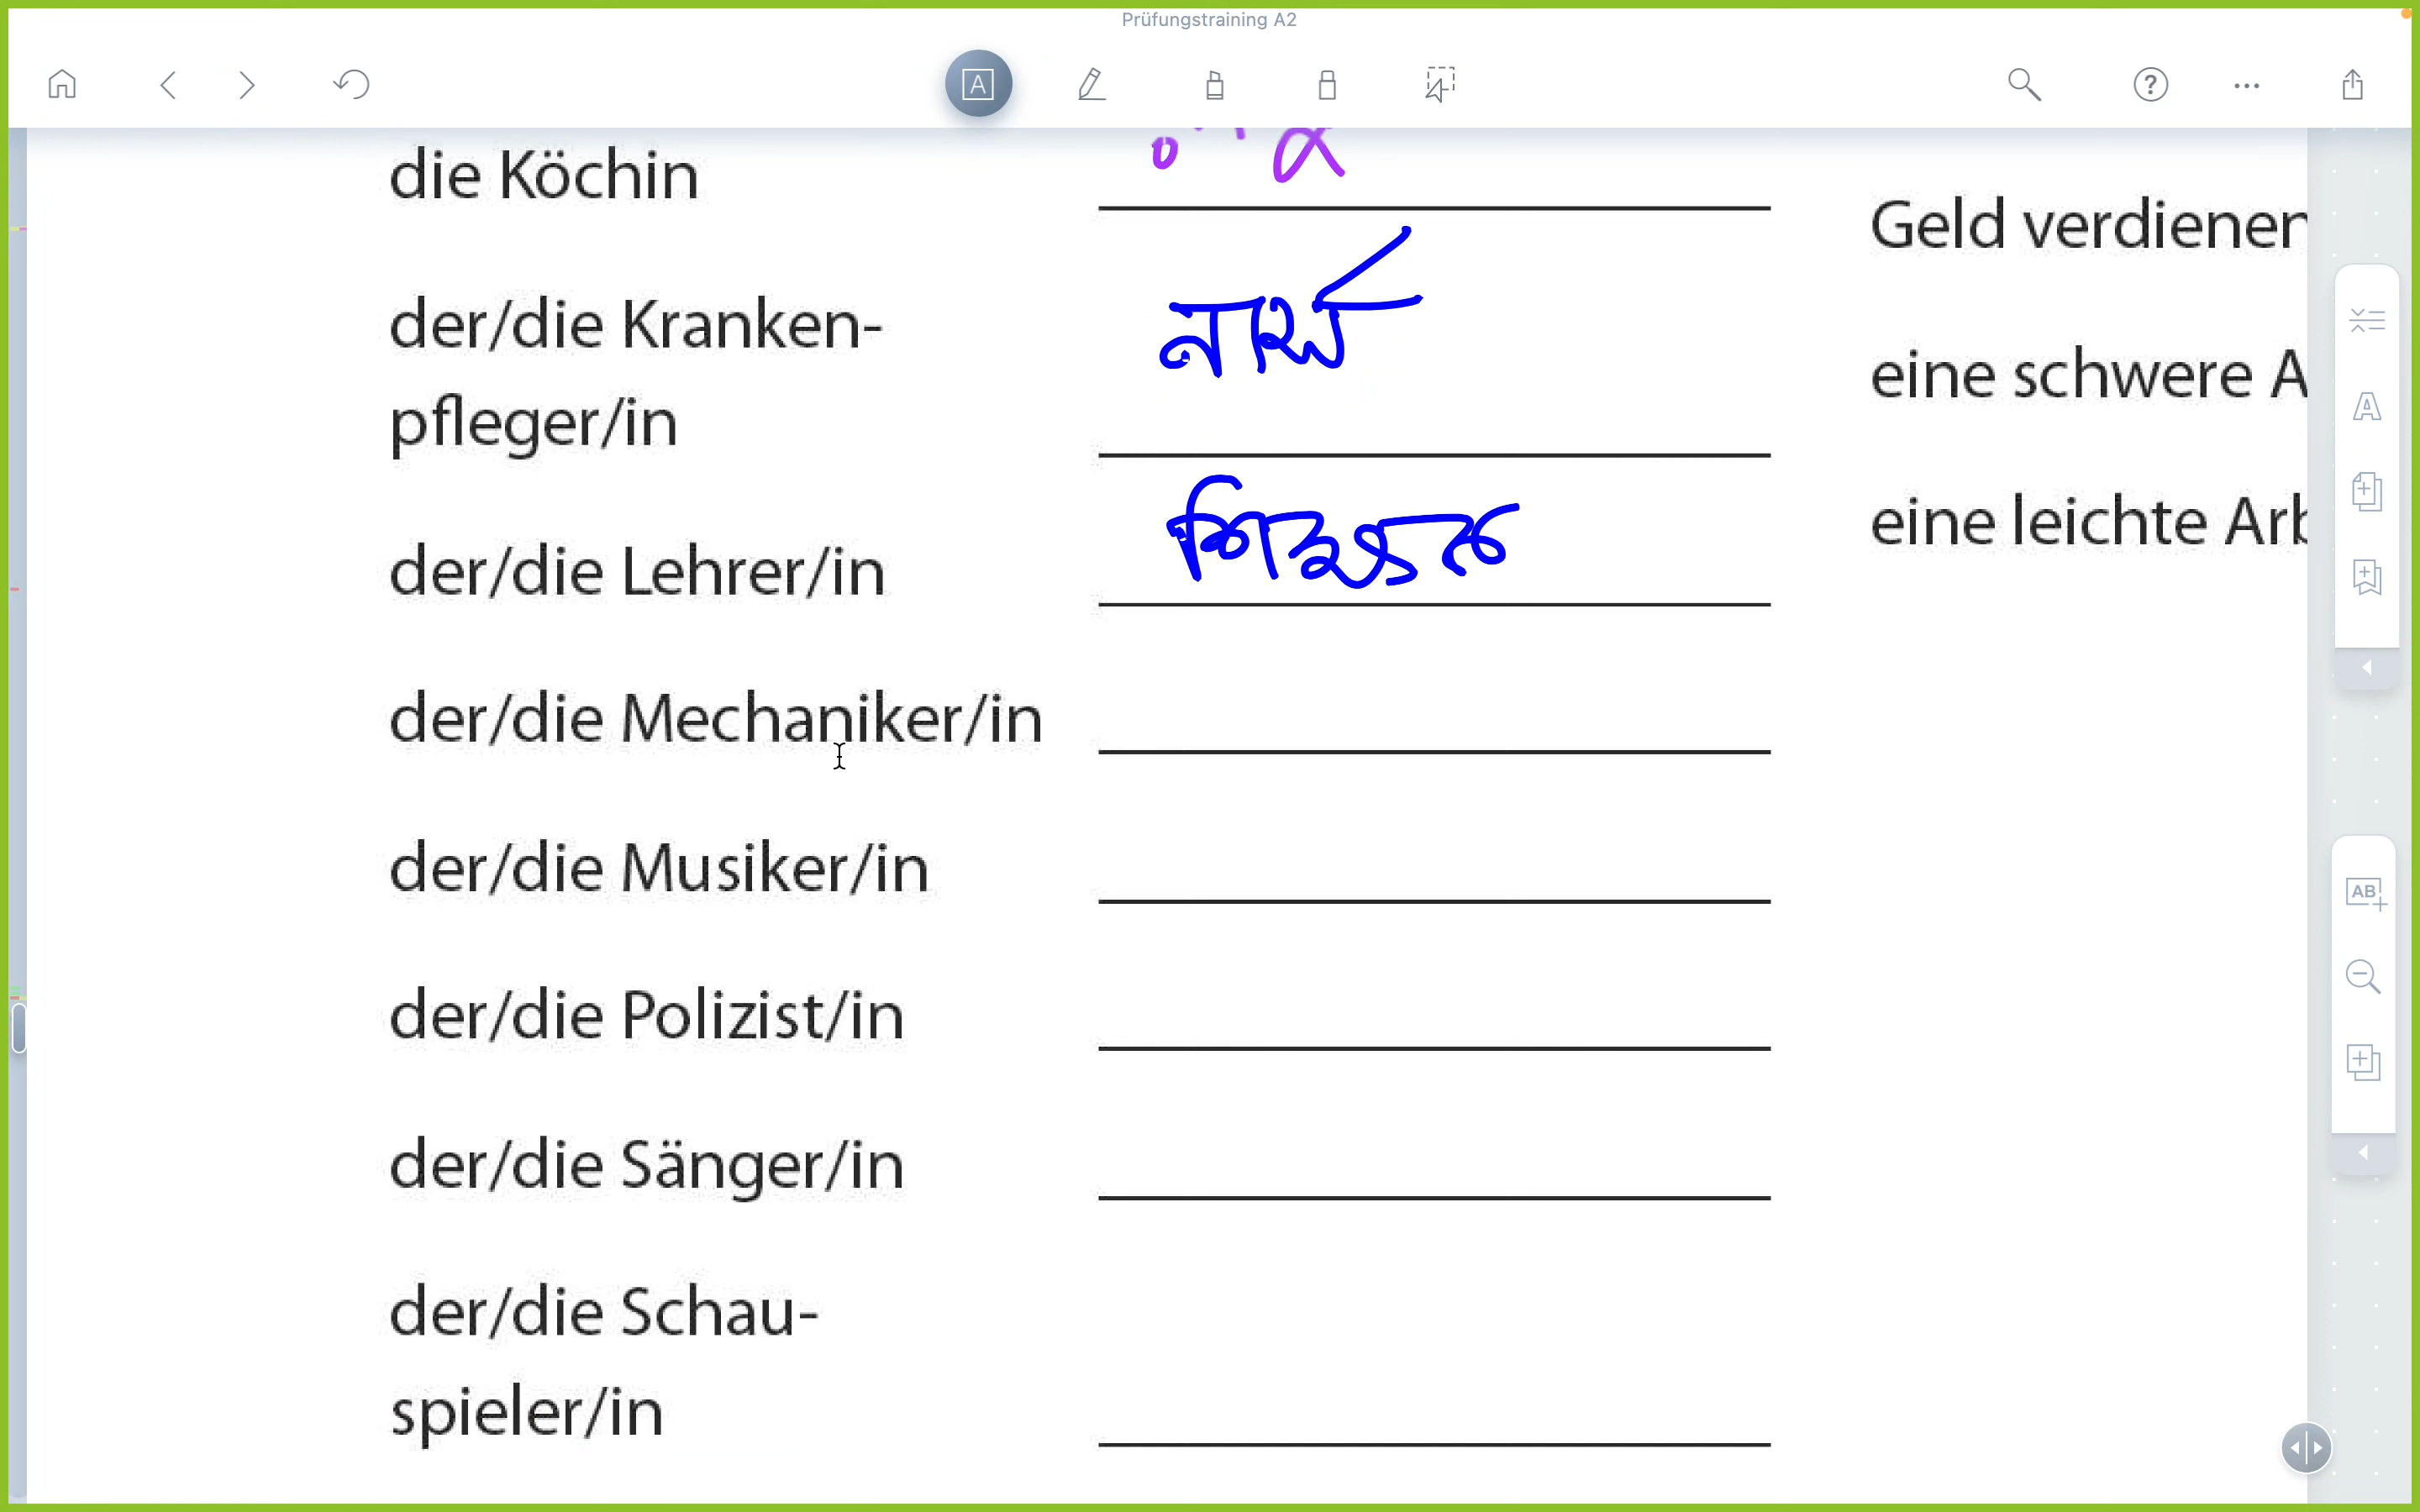 Prüfungstraining A2
die Köchin
Geld verdienen
der/die Kranken-
pfleger/in
নার্স
eine schwere A
der/die Lehrer/in
শিক্ষক
eine leichte Arb
der/die Mechaniker/in
der/die Musiker/in
der/die Polizist/in
der/die Sänger/in
der/die Schau-
spieler/in